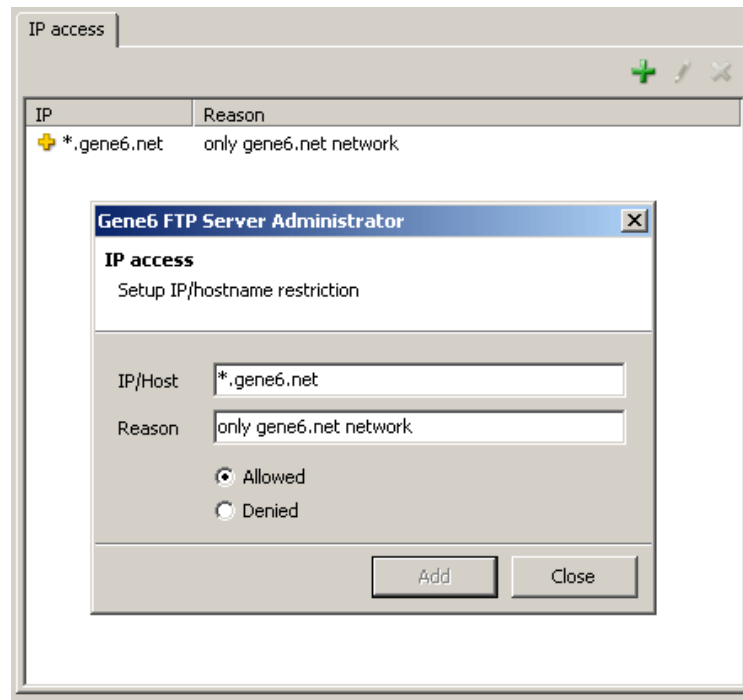 IP access
IP Reason
*.gene6.net only gene6.net network
Gene6 FTP Server Administrator
IP access
Setup IP/hostname restriction
IP/Host *.gene6.net
Reason only gene6.net network
Allowed
Denied
Add Close